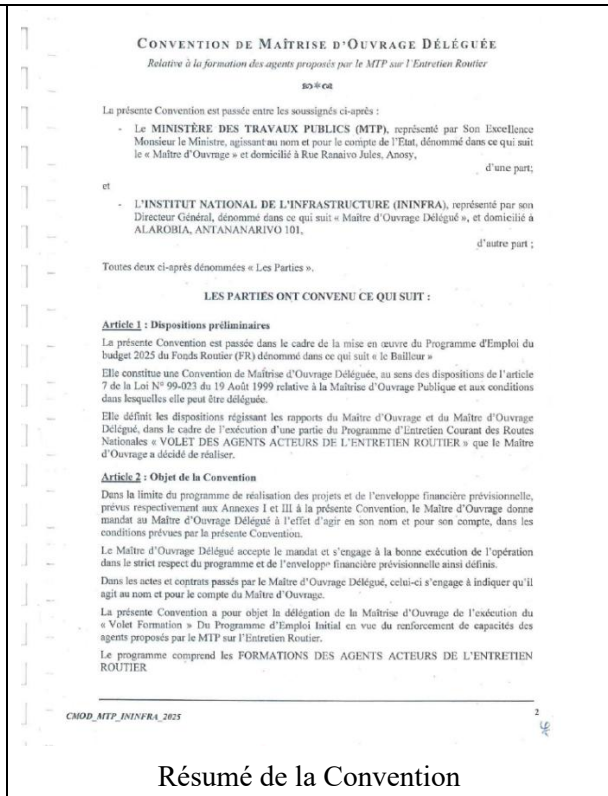 CONVENTION DE MAÎTRISE D'OUVRAGE DÉLÉGUÉE
Relative à la formation des agents proposés par le MTP sur l'Entretien Routier
La présente Convention est passée entre les soussignés ci-après :
- Le MINISTÈRE DES TRAVAUX PUBLICS (MTP), représenté par Son Excellence
Monsieur le Ministre, agissant au nom et pour le compte de l'Etat, dénommé dans ce qui suit
le « Maître d'Ouvrage » et domicilié à Rue Ranaivo Jules, Anosy,
d'une part;
et
- L'INSTITUT NATIONAL DE L'INFRASTRUCTURE (ININFRA), représenté par son
Directeur Général, dénommé dans ce qui suit « Maître d'Ouvrage Délégué », et domicilié à
ALAROBIA, ANTANANARIVO 101,
d'autre part ;
Toutes deux ci-après dénommées « Les Parties ».
LES PARTIES ONT CONVENU CE QUI SUIT :
Article 1 : Dispositions préliminaires
La présente Convention est passée dans le cadre de la mise en œuvre du Programme d'Emploi du
budget 2025 du Fonds Routier (FR) dénommé dans ce qui suit « le Bailleur »
Elle constitue une Convention de Maîtrise d'Ouvrage Déléguée, au sens des dispositions de l'article
7 de la Loi N° 99-023 du 19 Août 1999 relative à la Maîtrise d'Ouvrage Publique et aux conditions
dans lesquelles elle peut être déléguée.
Elle définit les dispositions régissant les rapports du Maître d'Ouvrage et du Maître d'Ouvrage
Délégué, dans le cadre de l'exécution d'une partie du Programme d'Entretien Courant des Routes
Nationales « VOLET DES AGENTS ACTEURS DE L'ENTRETIEN ROUTIER » que le Maître
d'Ouvrage a décidé de réaliser.
Article 2 : Objet de la Convention
Dans la limite du programme de réalisation des projets et de l'enveloppe financière prévisionnelle,
prévus respectivement aux Annexes I et III à la présente Convention, le Maître d'Ouvrage donne
mandat au Maître d'Ouvrage Délégué à l'effet d'agir en son nom et pour son compte, dans les
conditions prévues par la présente Convention.
Le Maître d'Ouvrage Délégué accepte le mandat et s'engage à la bonne exécution de l'opération
dans le strict respect du programme et de l'enveloppe financière prévisionnelle ainsi définis.
Dans les actes et contrats passés par le Maître d'Ouvrage Délégué, celui-ci s'engage à indiquer qu'il
agit au nom et pour le compte du Maître d'Ouvrage.
La présente Convention a pour objet la délégation de la Maîtrise d'Ouvrage de l'exécution du
« Volet Formation » Du Programme d'Emploi Initial en vue du renforcement de capacités des
agents proposés par le MTP sur l'Entretien Routier.
Le programme comprend les FORMATIONS DES AGENTS ACTEURS DE L'ENTRETIEN
ROUTIER
CMOD_MTP_ININFRA_2025
2
Résumé de la Convention